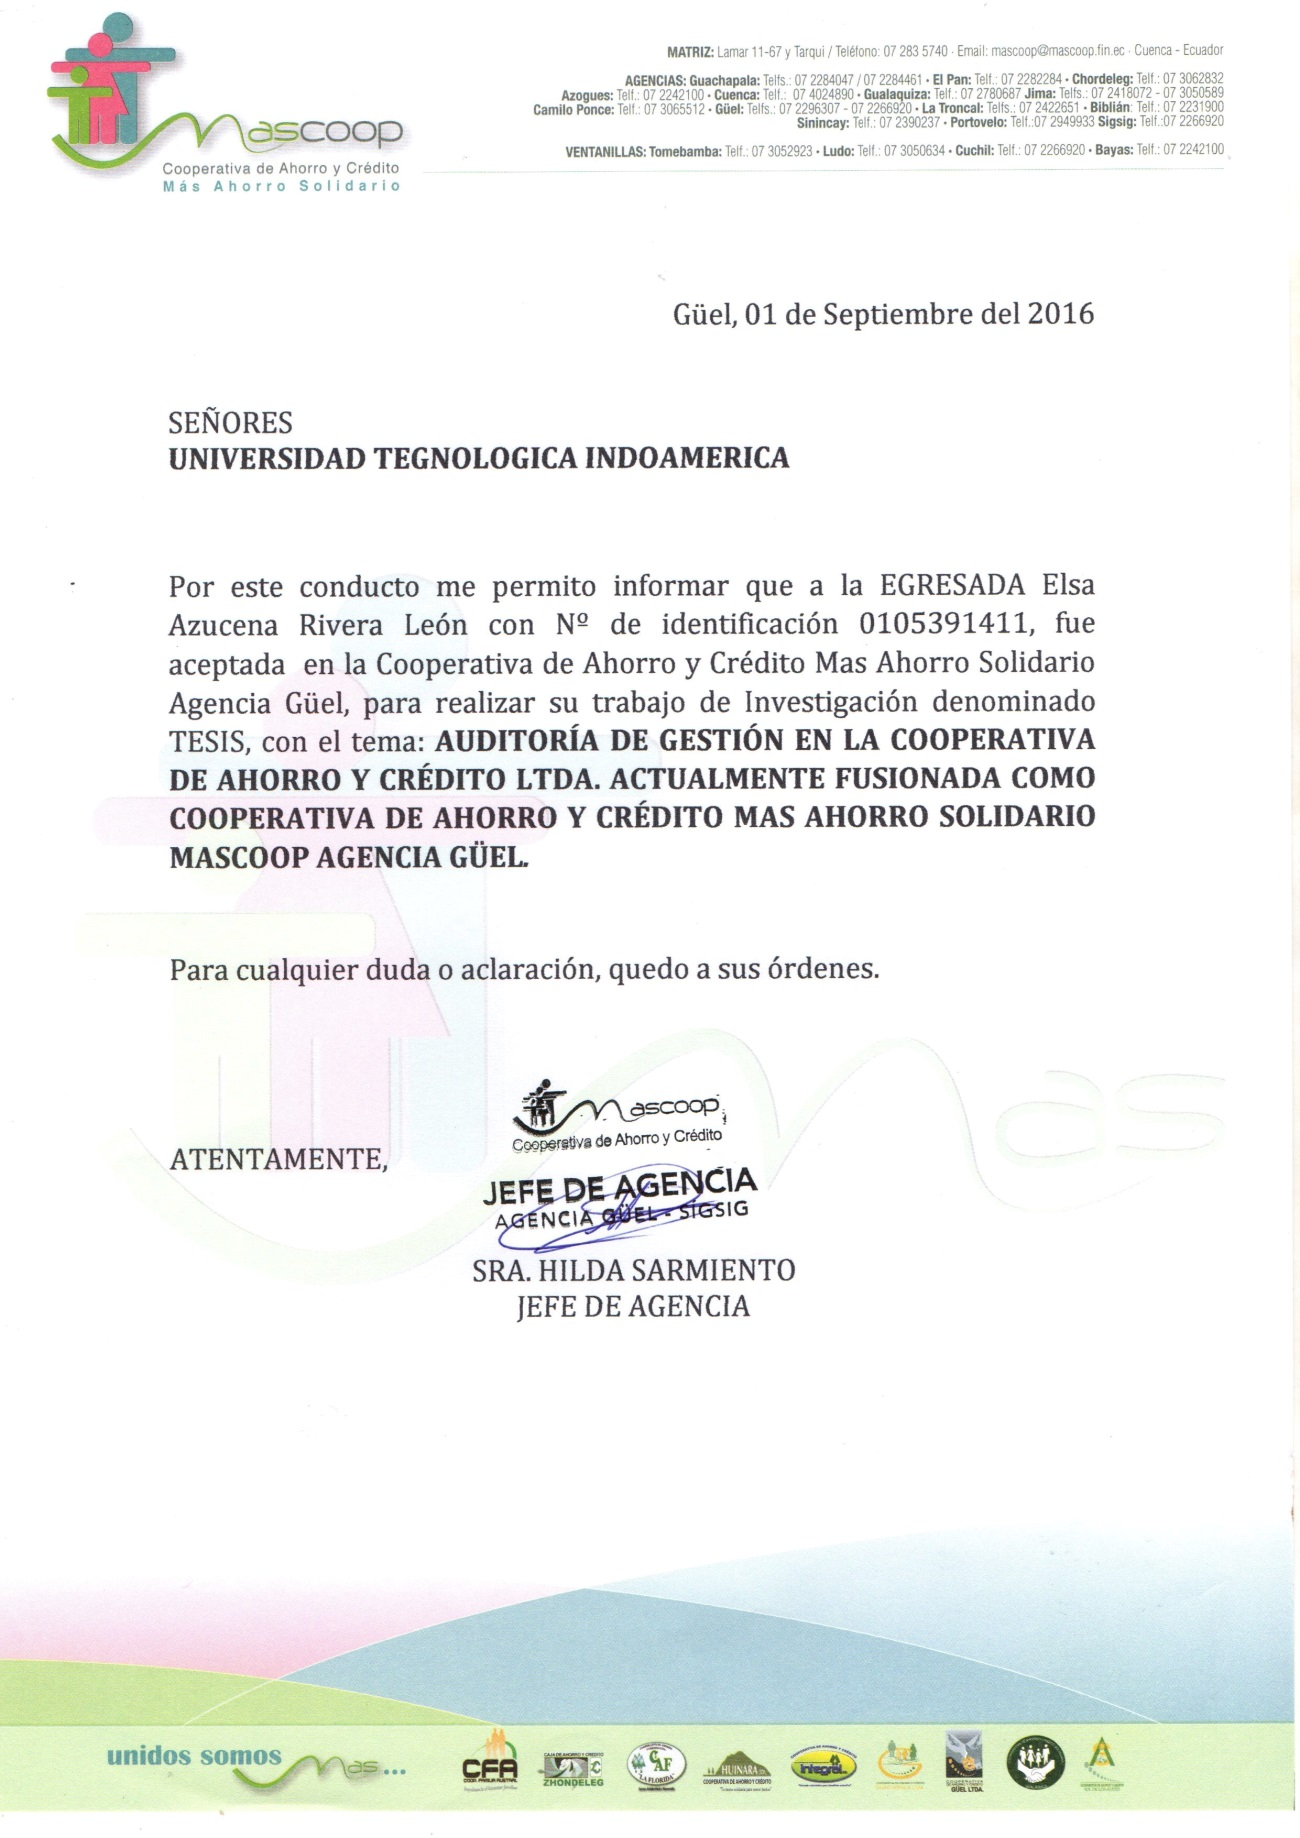 mascoop
Cooperativa de Ahorro y Crédito
Más Ahorro Solidario
MATRIZ: Lamar 11-67 y Tarqui / Teléfono: 07 283 5740 · Email: mascoop@mascoop.fin.ec · Cuenca - Ecuador
AGENCIAS: Guachapala: Telfs.: 07 2284047 / 07 2284461 • El Pan: Telf.: 07 2282284 • Chordeleg: Telf.: 07 3062832
Azogues: Telf.: 07 2242100 • Cuenca: Telf.: 07 4024890 • Gualaquiza: Telf.: 07 2780687 Jima: Telfs.: 07 2418072 - 07 3050589
Camilo Ponce: Telf.: 07 3065512 • Güel: Telfs.: 07 2296307 - 07 2266920 • La Troncal: Telfs.: 07 2422651 • Biblián: Telf.: 07 2231900
Sinincay: Telf.: 07 2390237 • Portovelo: Telf.:07 2949933 Sigsig: Telf.:07 2266920
VENTANILLAS: Tomebamba: Telf.: 07 3052923 • Ludo: Telf.: 07 3050634 • Cuchil: Telf.: 07 2266920 • Bayas: Telf.: 07 2242100
Güel, 01 de Septiembre del 2016
SEÑORES
UNIVERSIDAD TEGNOLOGICA INDOAMERICA
Por este conducto me permito informar que a la EGRESADA Elsa
Azucena Rivera León con Nº de identificación 0105391411, fue
aceptada en la Cooperativa de Ahorro y Crédito Mas Ahorro Solidario
Agencia Güel, para realizar su trabajo de Investigación denominado
TESIS, con el tema: AUDITORÍA DE GESTIÓN EN LA COOPERATIVA
DE AHORRO Y CRÉDITO LTDA. ACTUALMENTE FUSIONADA COMO
COOPERATIVA DE AHORRO Y CRÉDITO MAS AHORRO SOLIDARIO
MASCOOP AGENCIA GÜEL.
Para cualquier duda o aclaración, quedo a sus órdenes.
mas
mascoop
Cooperativa de Ahorro y Crédito
ATENTAMENTE,
JEFE DE AGENCIA
AGENCIA GÜEL - SIGSIG
SRA. HILDA SARMIENTO
JEFE DE AGENCIA
unidos somos mas...
CFA
CAJA DE AHORRO Y CREDITO
ZHONDELEG
CAF
"LA FLORIDA"
HUINARA
COOPERATIVA DE AHORRO Y CRÉDITO
integral
GÜEL LTDA.